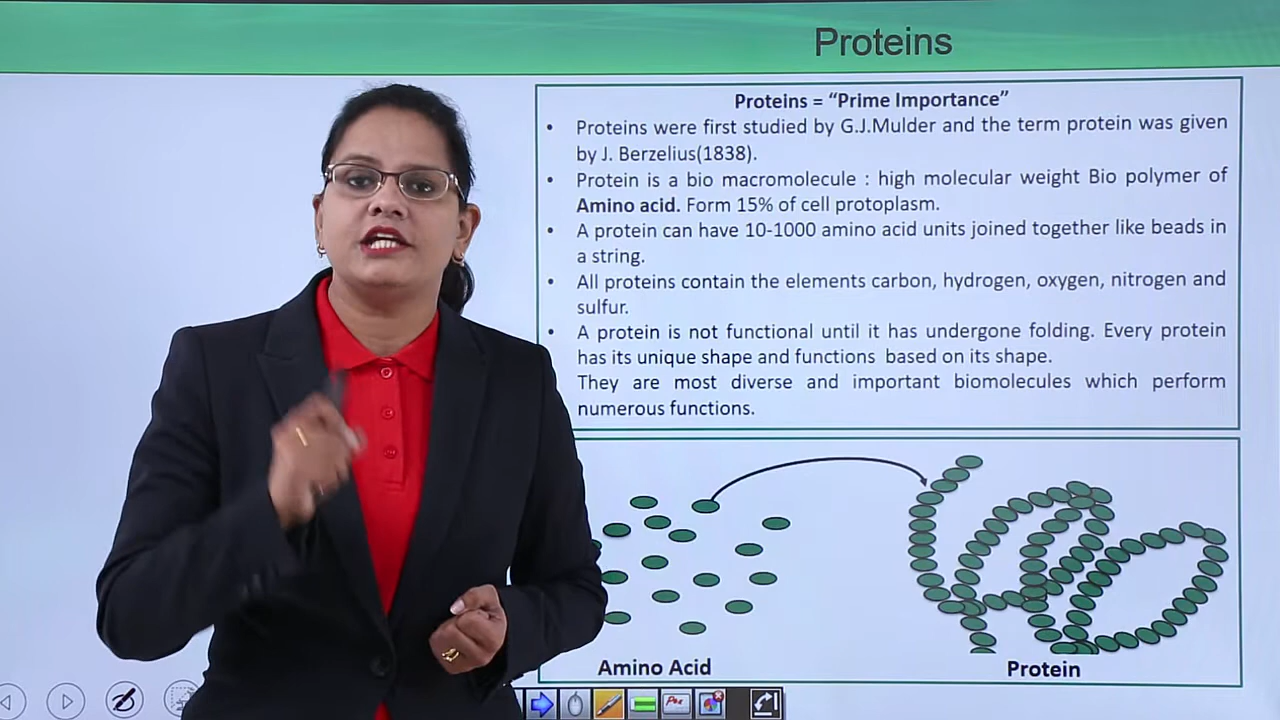 Proteins
Proteins = “Prime Importance”
• Proteins were first studied by G.J.Mulder and the term protein was given
by J. Berzelius(1838).
• Protein is a bio macromolecule : high molecular weight Bio polymer of
Amino acid. Form 15% of cell protoplasm.
• A protein can have 10-1000 amino acid units joined together like beads in
a string.
• All proteins contain the elements carbon, hydrogen, oxygen, nitrogen and
sulfur.
• A protein is not functional until it has undergone folding. Every protein
has its unique shape and functions based on its shape.
They are most diverse and important biomolecules which perform
numerous functions.
Amino Acid
Protein